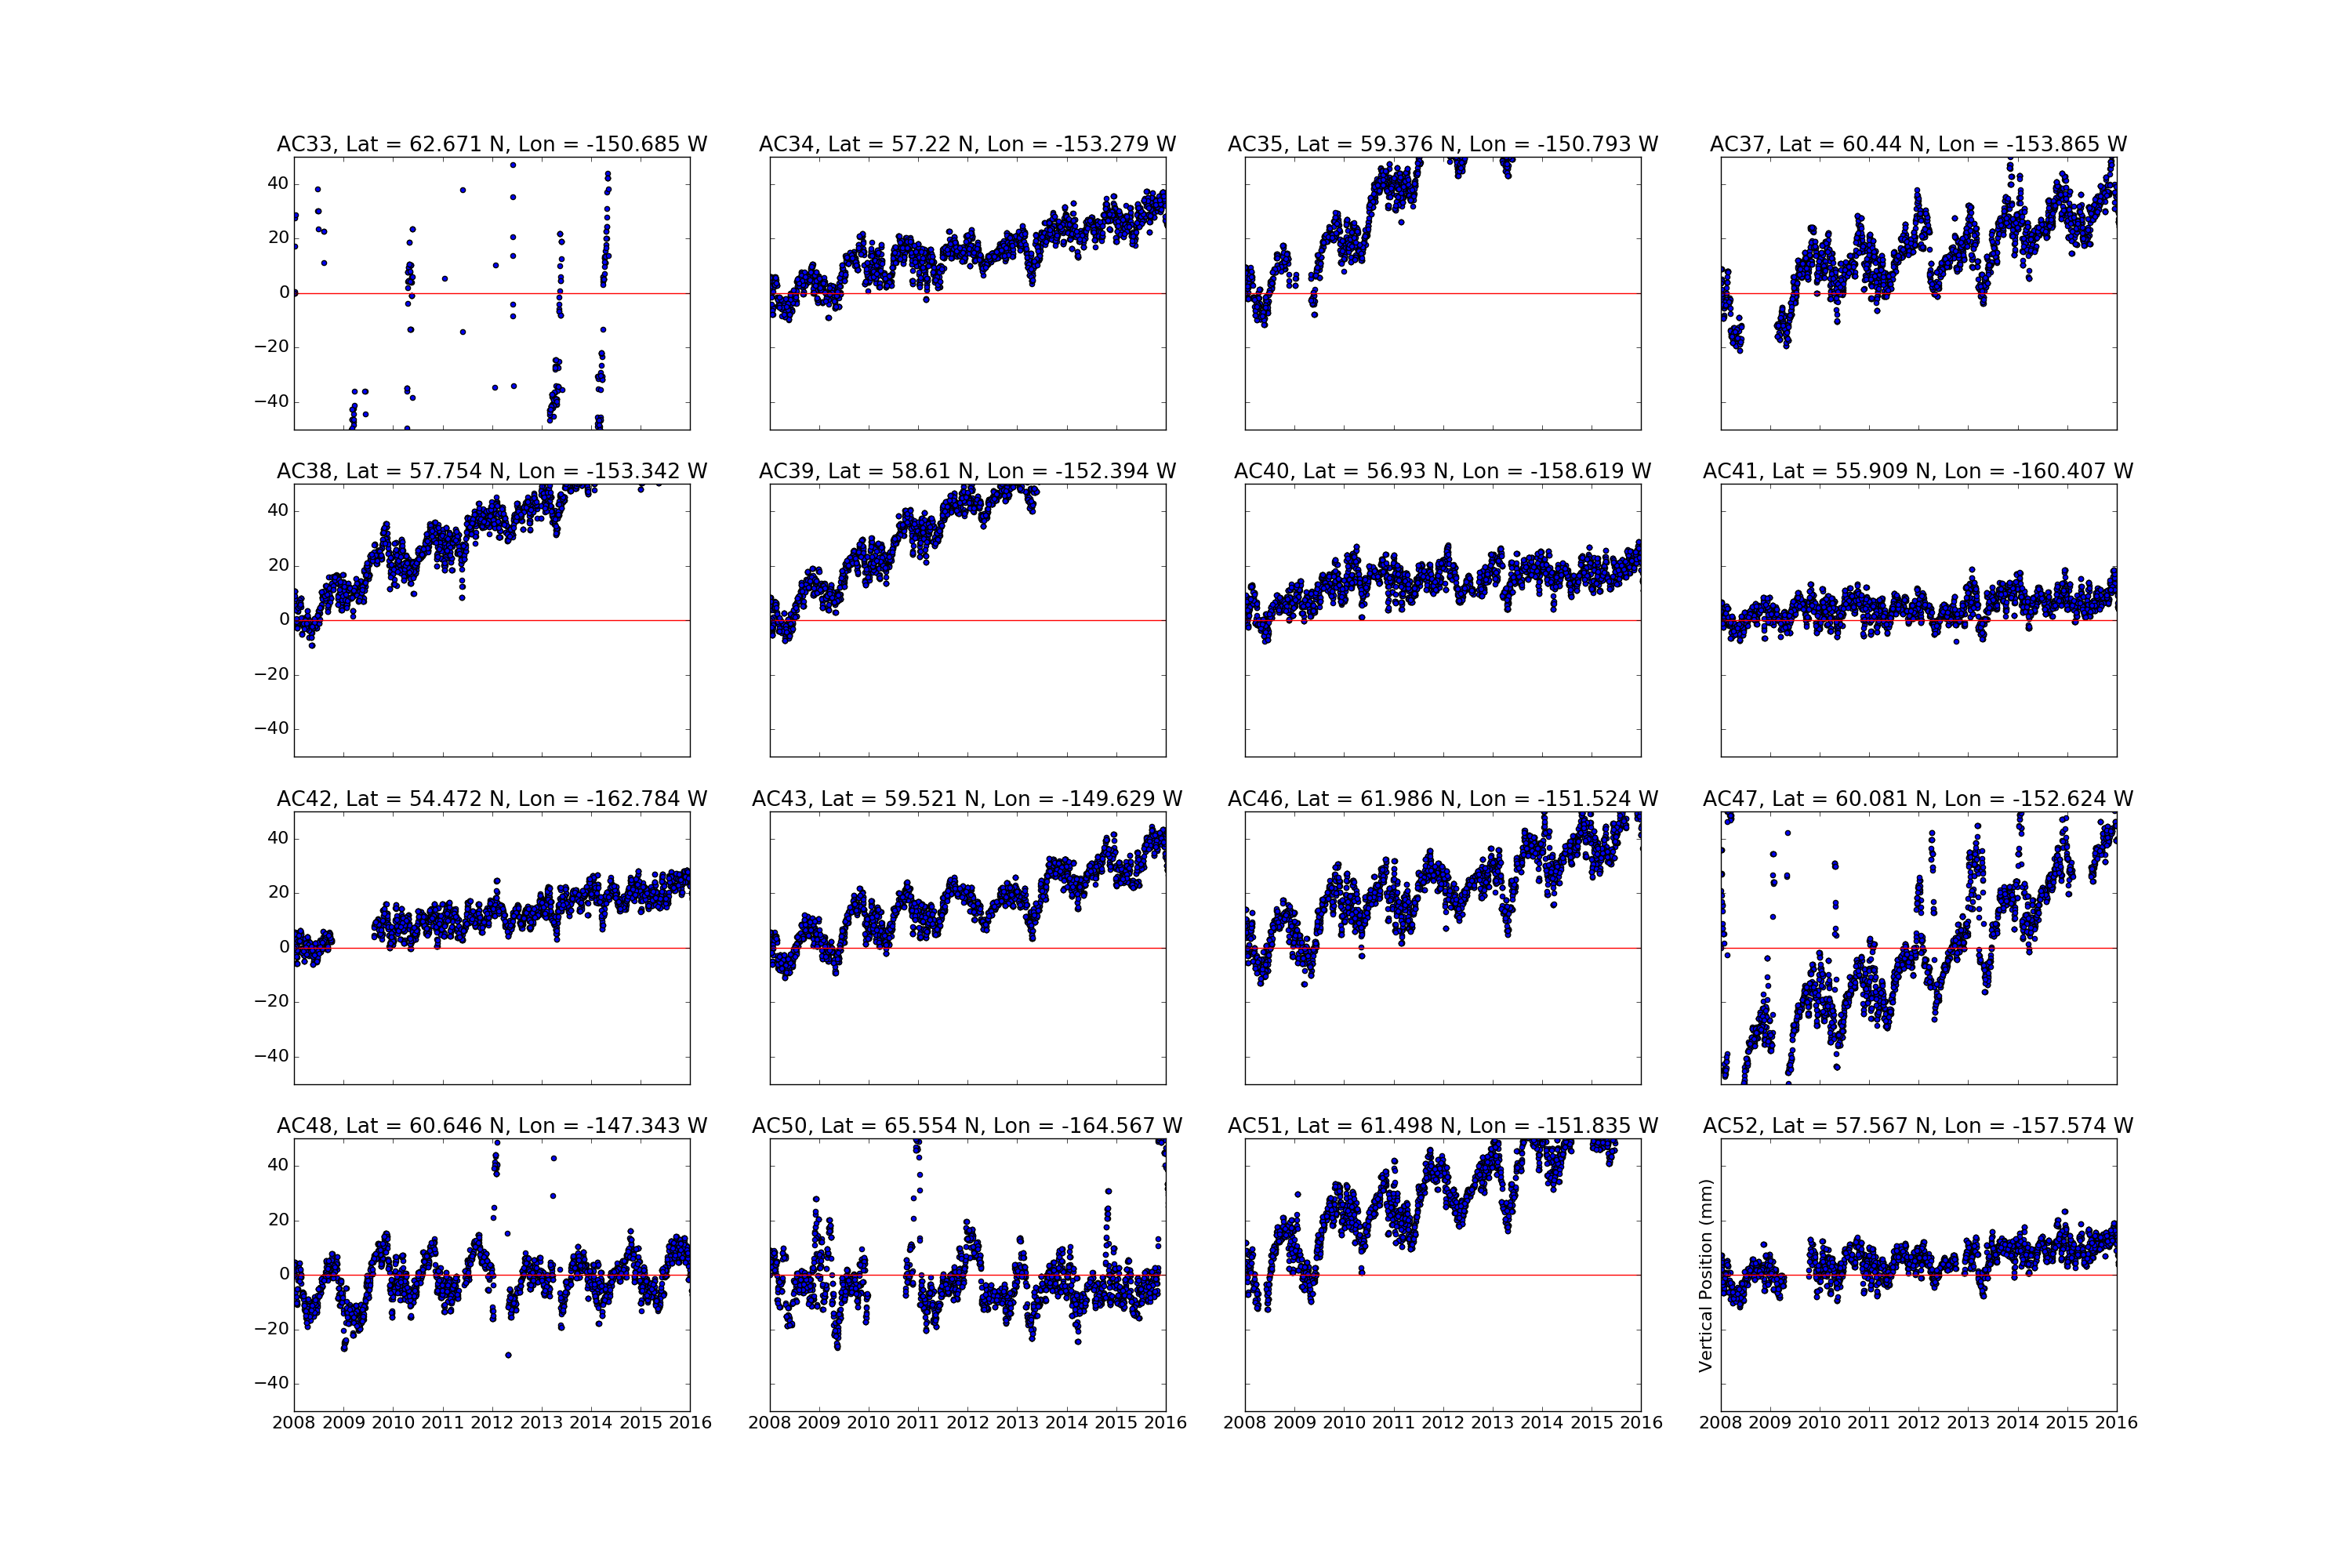 AC33, Lat = 62.671 N, Lon = -150.685 W
AC34, Lat = 57.22 N, Lon = -153.279 W
AC35, Lat = 59.376 N, Lon = -150.793 W
AC37, Lat = 60.44 N, Lon = -153.865 W
40
20
0
−20
−40
AC38, Lat = 57.754 N, Lon = -153.342 W
AC39, Lat = 58.61 N, Lon = -152.394 W
AC40, Lat = 56.93 N, Lon = -158.619 W
AC41, Lat = 55.909 N, Lon = -160.407 W
40
20
0
−20
−40
AC42, Lat = 54.472 N, Lon = -162.784 W
AC43, Lat = 59.521 N, Lon = -149.629 W
AC46, Lat = 61.986 N, Lon = -151.524 W
AC47, Lat = 60.081 N, Lon = -152.624 W
40
20
0
−20
−40
AC48, Lat = 60.646 N, Lon = -147.343 W
AC50, Lat = 65.554 N, Lon = -164.567 W
AC51, Lat = 61.498 N, Lon = -151.835 W
AC52, Lat = 57.567 N, Lon = -157.574 W
40
20
0
−20
−40
Vertical Position (mm)
2008 2009 2010 2011 2012 2013 2014 2015 2016
2008 2009 2010 2011 2012 2013 2014 2015 2016
2008 2009 2010 2011 2012 2013 2014 2015 2016
2008 2009 2010 2011 2012 2013 2014 2015 2016